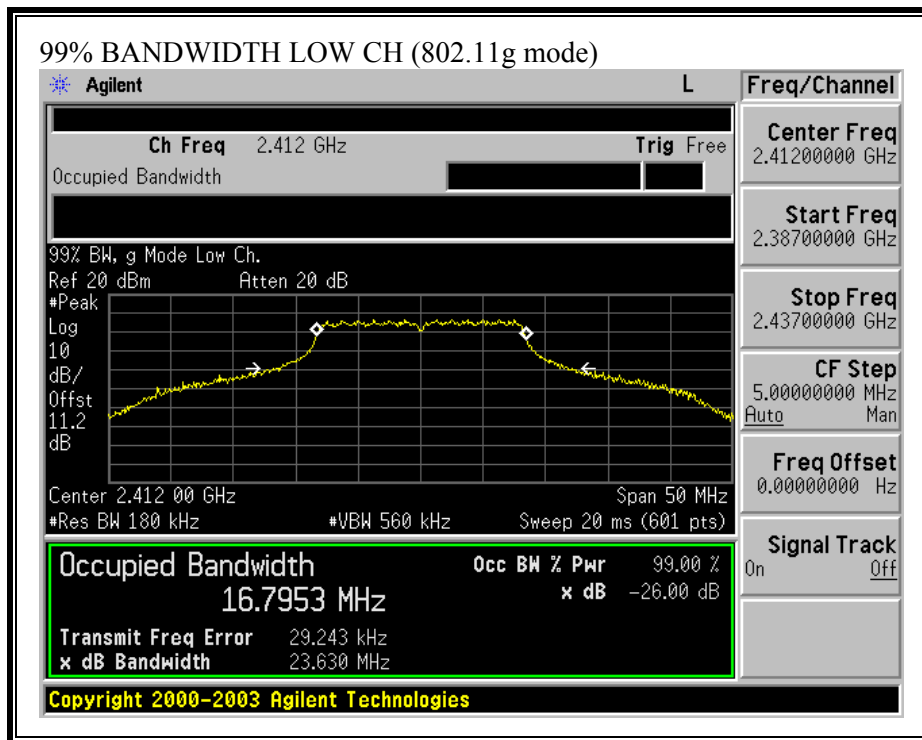 99% BANDWIDTH LOW CH (802.11g mode)
Agilent L
Ch Freq 2.412 GHz Trig Free
Occupied Bandwidth
99% BW, g Mode Low Ch.
Ref 20 dBm Atten 20 dB
#Peak
Log
10
dB/
Offst
11.2
dB
Center 2.412 00 GHz Span 50 MHz
#Res BW 180 kHz #VBW 560 kHz Sweep 20 ms (601 pts)
Occupied Bandwidth Occ BW % Pwr 99.00 %
16.7953 MHz x dB -26.00 dB
Transmit Freq Error 29.243 kHz
x dB Bandwidth 23.630 MHz
Copyright 2000-2003 Agilent Technologies
Freq/Channel
Center Freq
2.41200000 GHz
Start Freq
2.38700000 GHz
Stop Freq
2.43700000 GHz
CF Step
5.00000000 MHz
Auto Man
Freq Offset
0.00000000 Hz
Signal Track
On Off